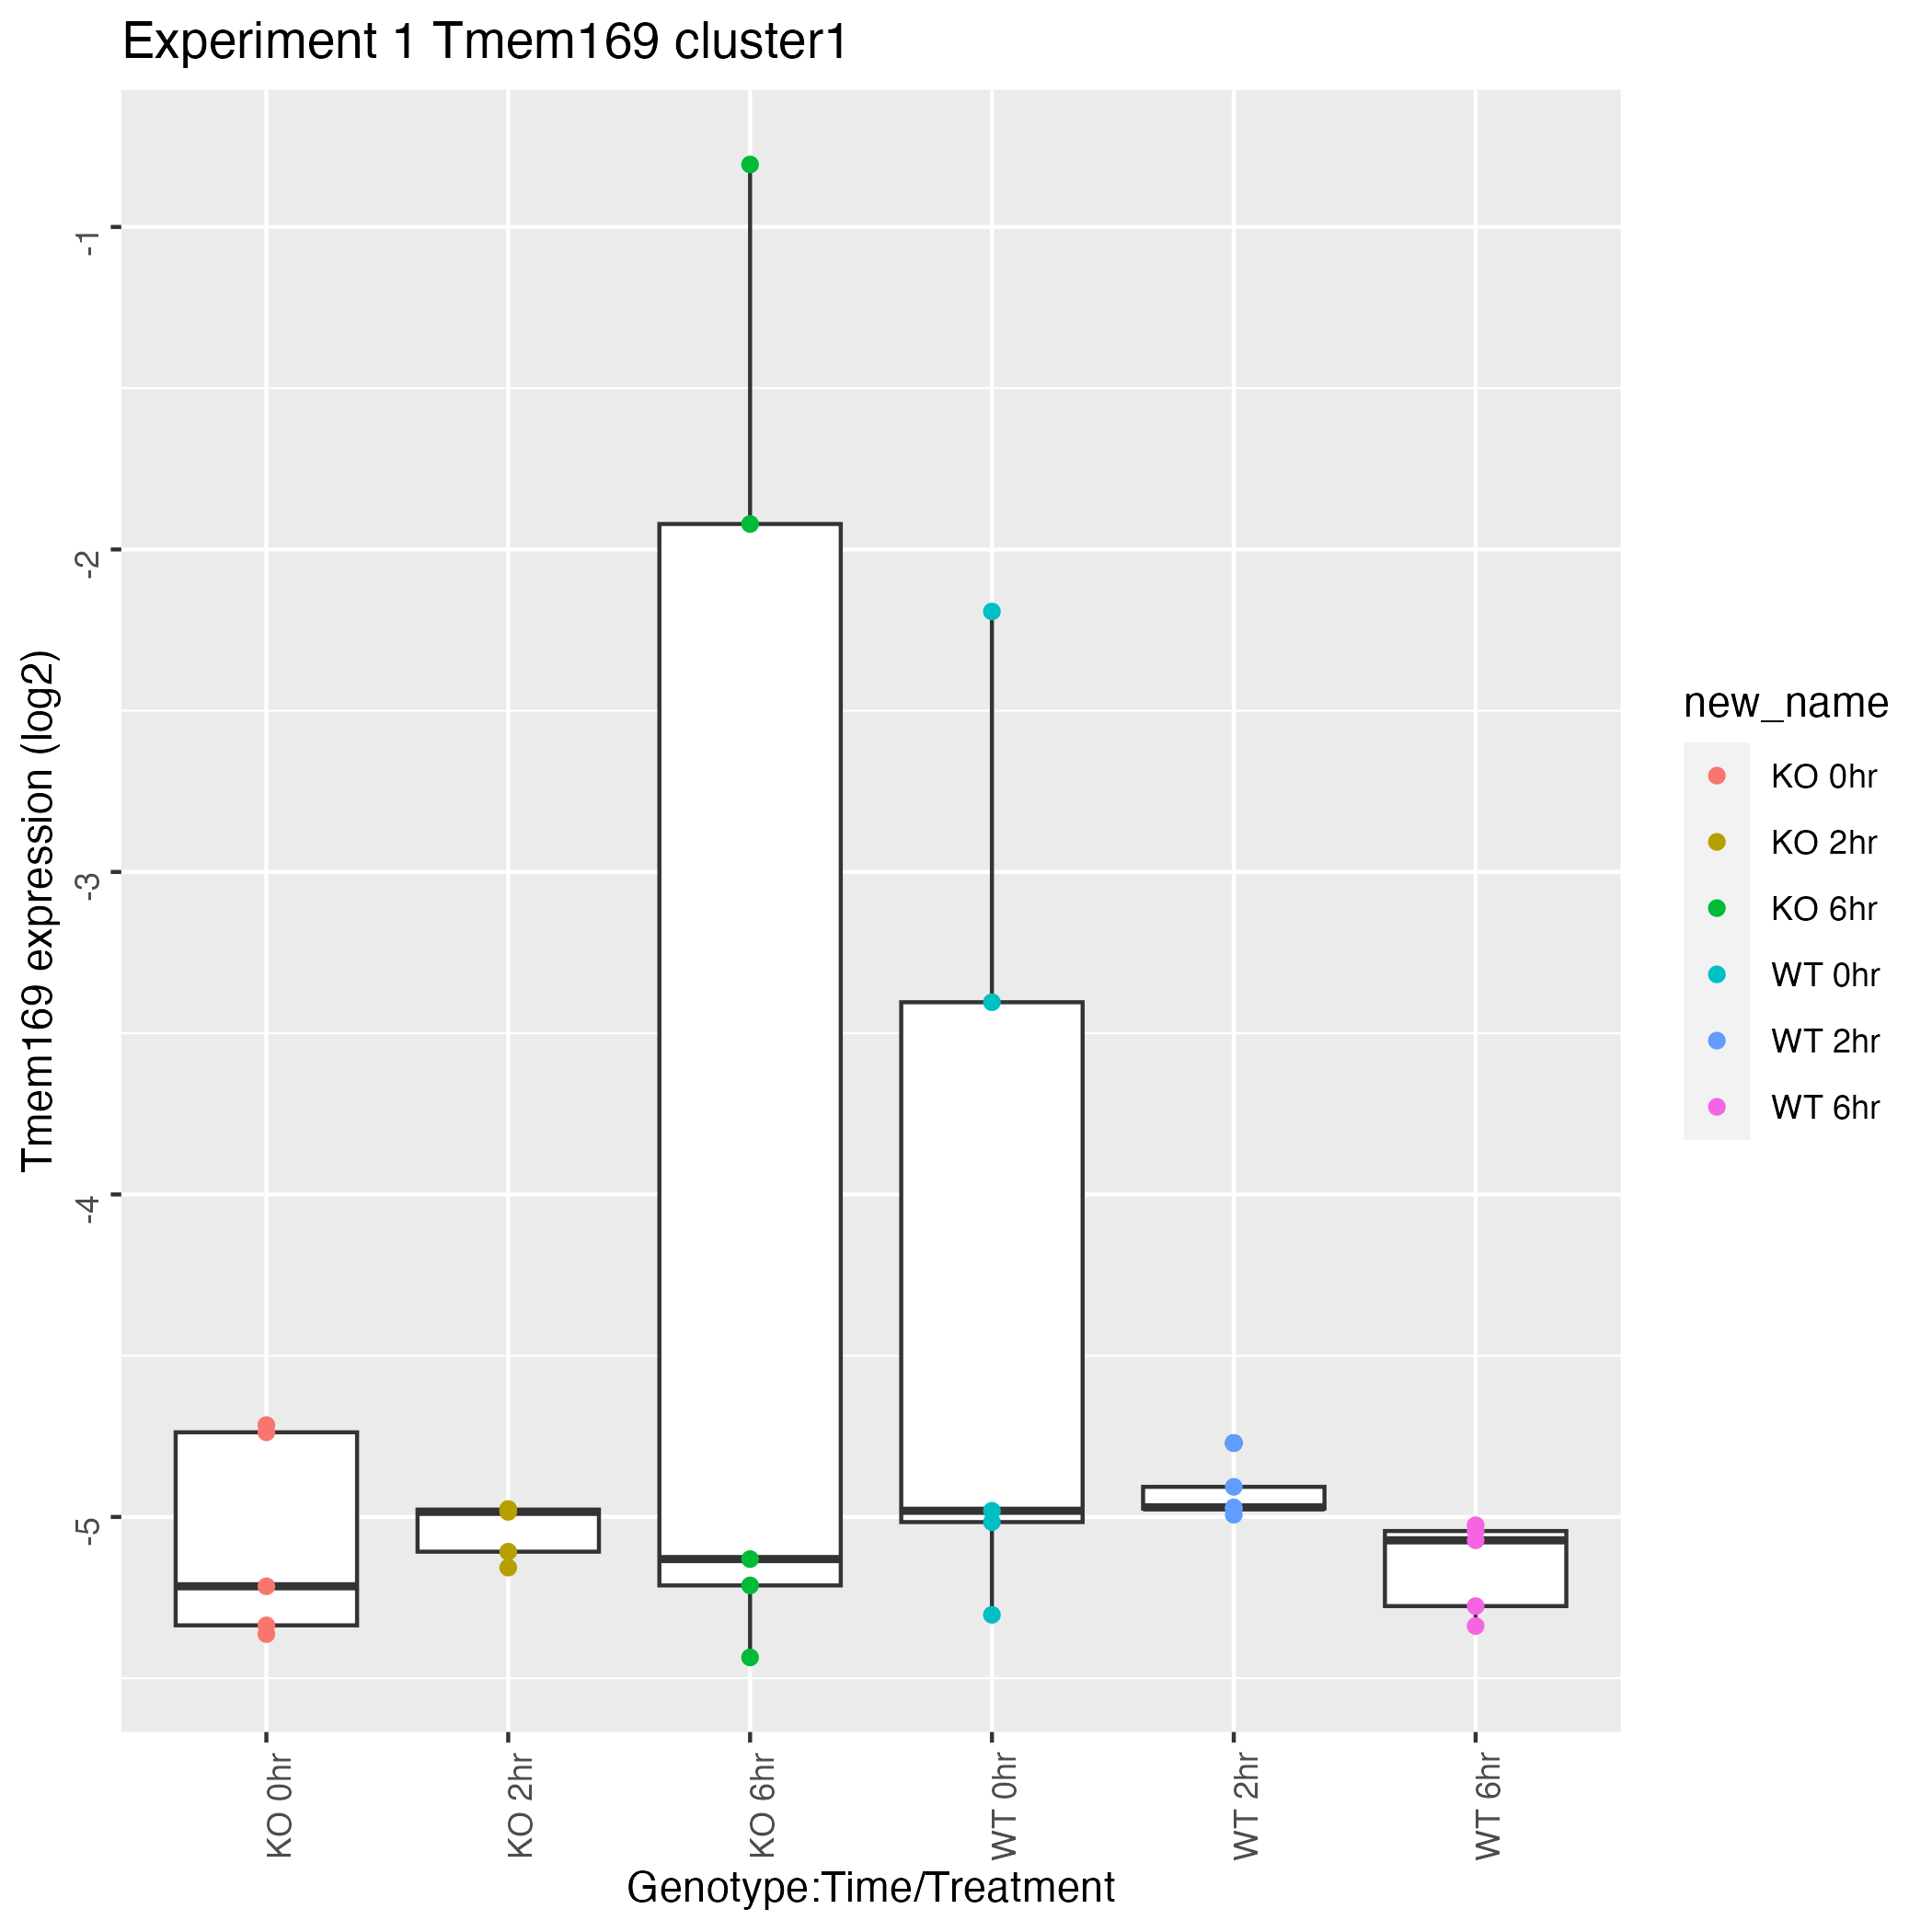 Experiment 1 Tmem169 cluster1
Tmem169 expression (log2)
-1
-2
-3
-4
-5
KO 0hr
KO 2hr
KO 6hr
WT 0hr
WT 2hr
WT 6hr
Genotype:Time/Treatment
new_name
KO 0hr
KO 2hr
KO 6hr
WT 0hr
WT 2hr
WT 6hr